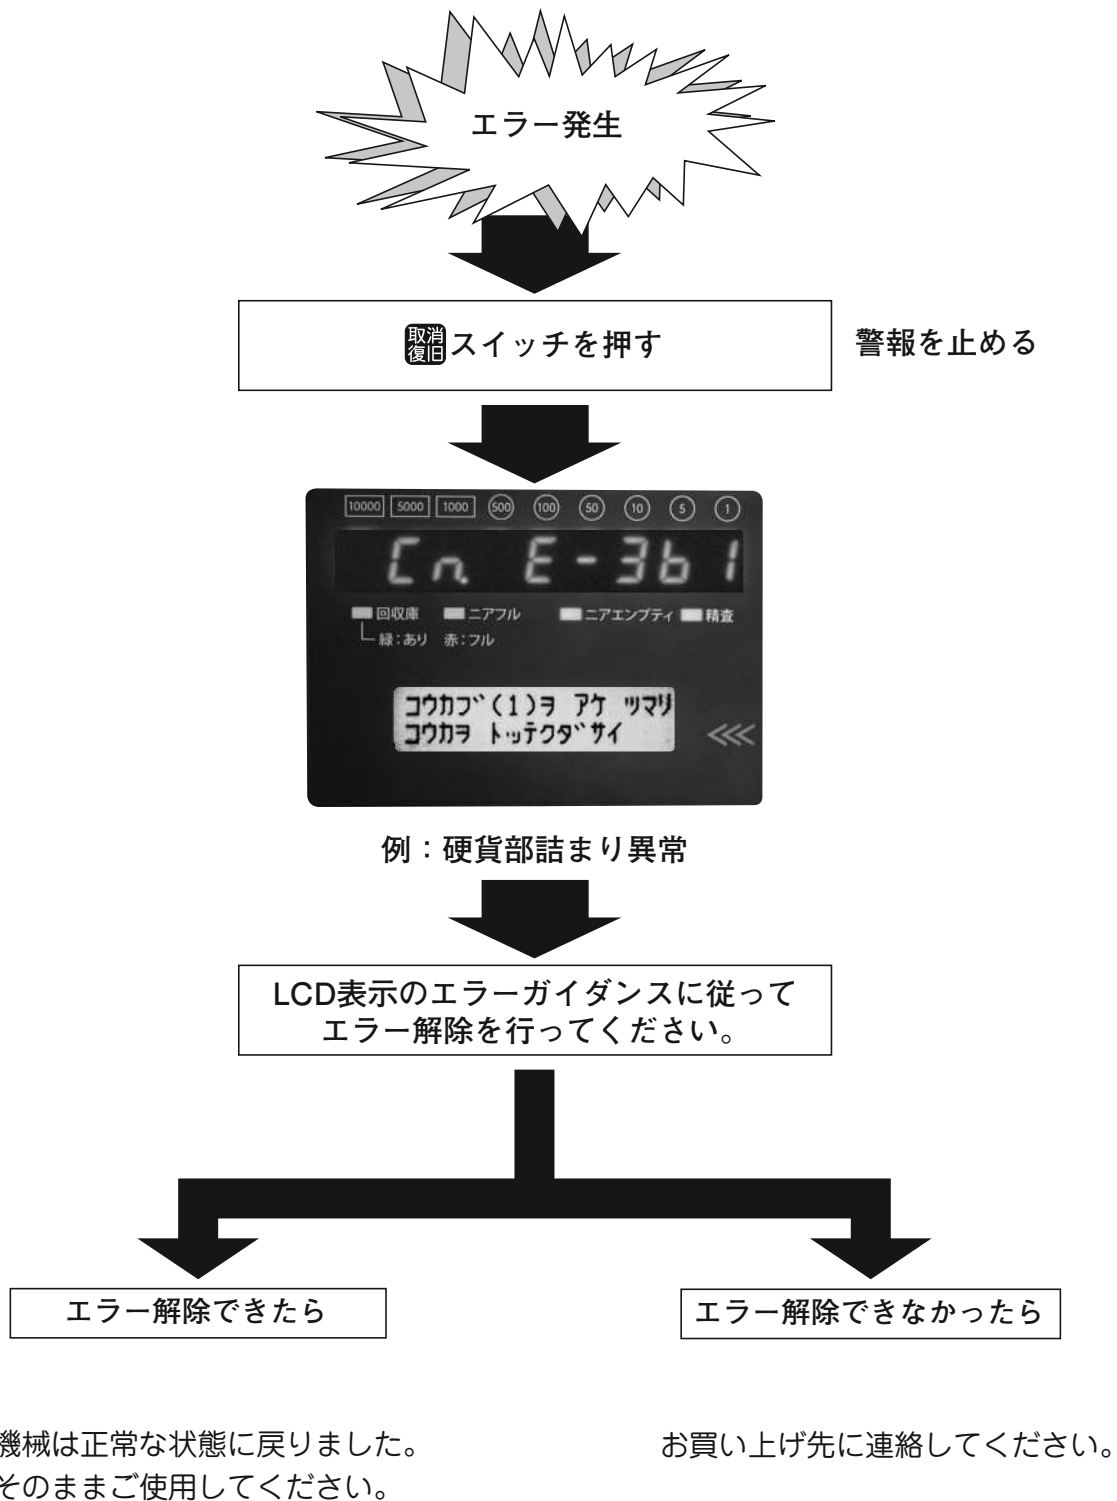 エラー発生
取消
復旧
スイッチを押す
警報を止める
10000 5000 1000 500 100 50 10 5 1
Cn. E-3b1
回収庫 ニアフル ニアエンプティ 精査
緑：あり 赤：フル
コウカブ(1)ヲ アケ ツマリ
コウカヲ トッテクダサイ
例：硬貨部詰まり異常
LCD表示のエラーガイダンスに従って
エラー解除を行ってください。
エラー解除できたら
エラー解除できなかったら
機械は正常な状態に戻りました。
そのままご使用してください。
お買い上げ先に連絡してください。